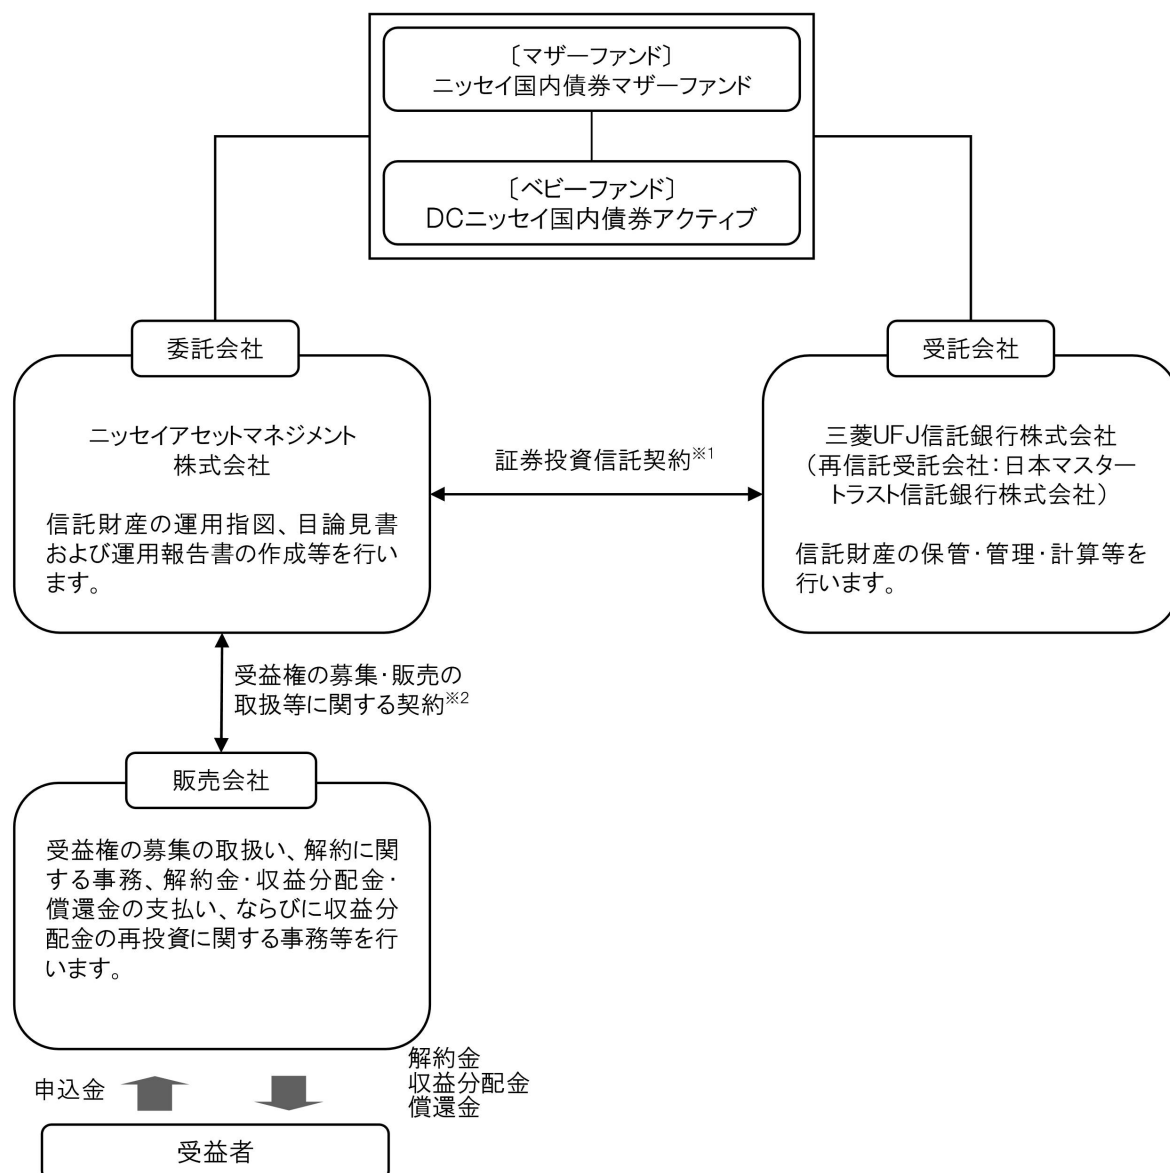 〔マザーファンド〕
ニッセイ国内債券マザーファンド
〔ベビーファンド〕
DCニッセイ国内債券アクティブ
委託会社
ニッセイアセットマネジメント
株式会社
信託財産の運用指図、目論見書
および運用報告書の作成等を行い
ます。
証券投資信託契約※1
受託会社
三菱UFJ信託銀行株式会社
（再信託受託会社：日本マスター
トラスト信託銀行株式会社）
信託財産の保管・管理・計算等を
行います。
受益権の募集・販売の
取扱等に関する契約※2
販売会社
受益権の募集の取扱い、解約に関
する事務、解約金・収益分配金・
償還金の支払い、ならびに収益分
配金の再投資に関する事務等を行
います。
申込金
解約金
収益分配金
償還金
受益者